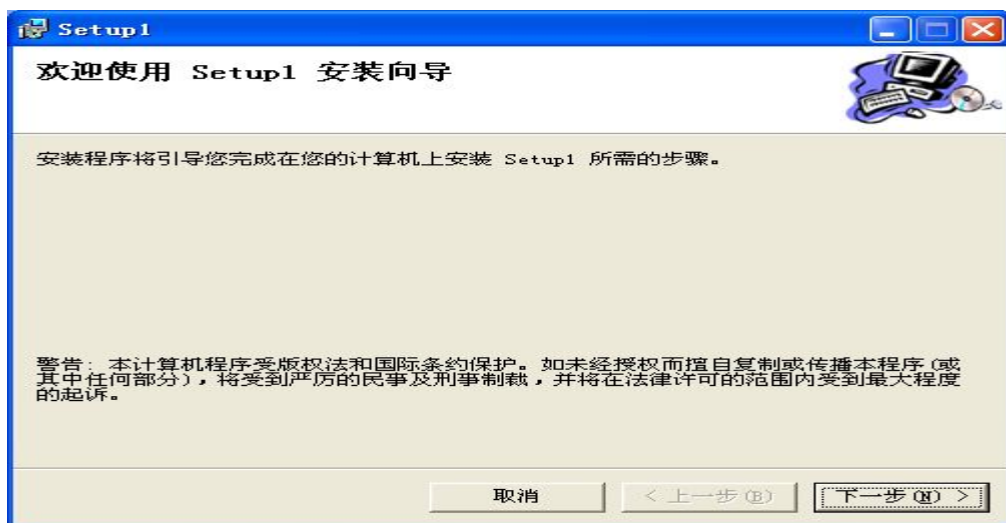 Setup1
欢迎使用 Setup1 安装向导
安装程序将引导您完成在您的计算机上安装 Setup1 所需的步骤。
警告: 本计算机程序受版权法和国际条约保护。如未经授权而擅自复制或传播本程序(或
其中任何部分),将受到严厉的民事及刑事制裁,并将在法律许可的范围内受到最大程度
的起诉。
取消
< 上一步(B)
下一步(N) >